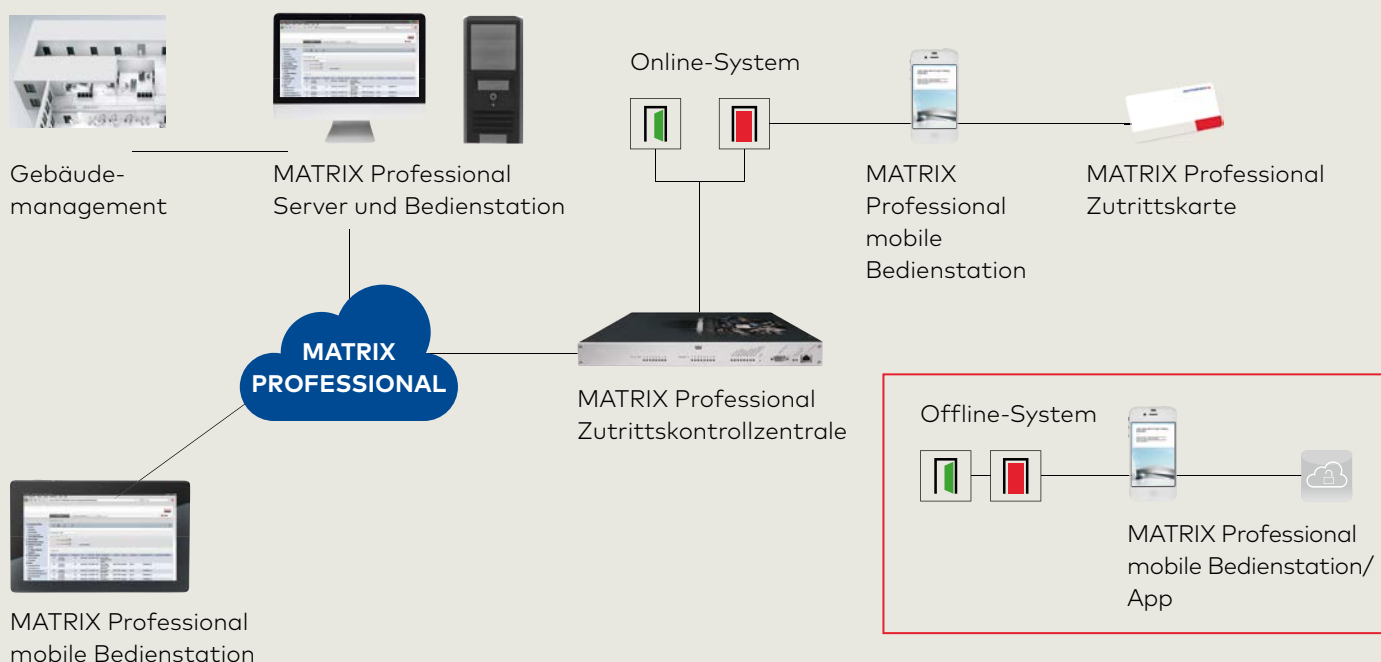 Gebäude-
management
MATRIX Professional
Server und Bedienstation
Online-System
MATRIX
Professional
mobile
Bedienstation
MATRIX Professional
Zutrittskarte
MATRIX
PROFESSIONAL
MATRIX Professional
Zutrittskontrollzentrale
Offline-System
MATRIX Professional
mobile Bedienstation/
App
MATRIX Professional
mobile Bedienstation